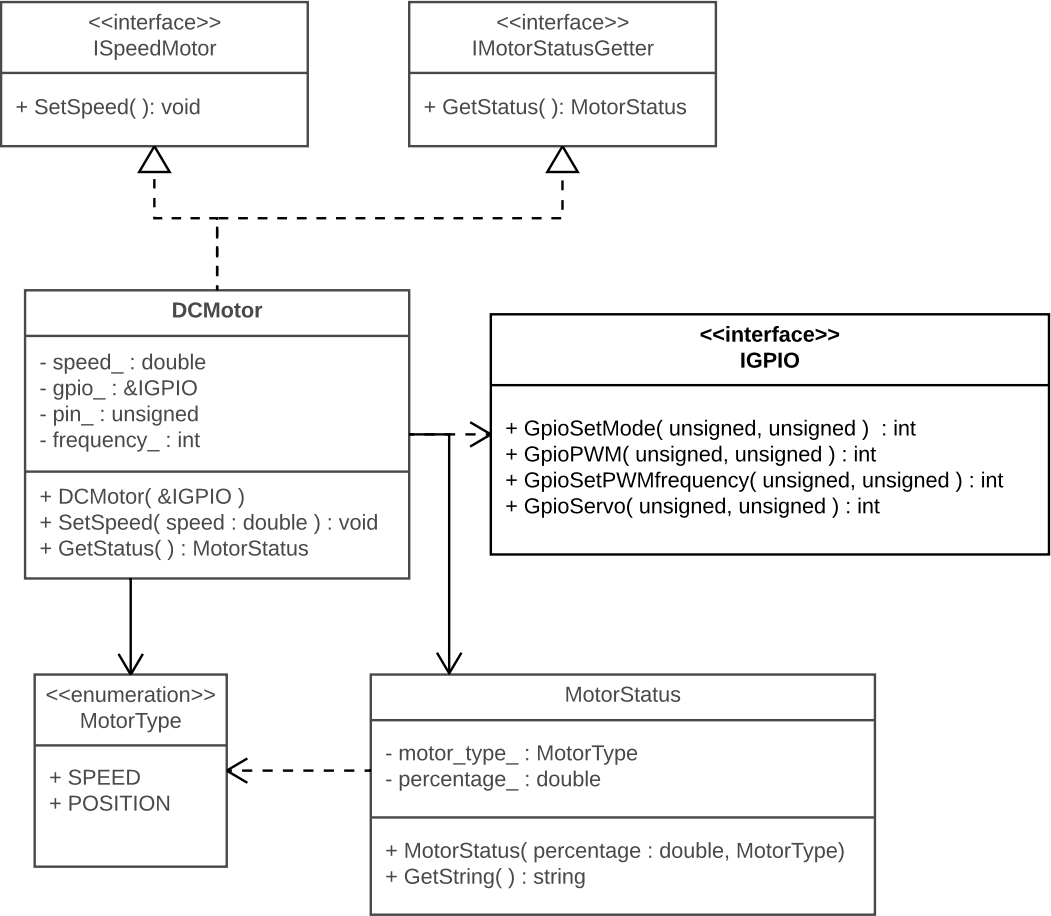 <<interface>>
ISpeedMotor
+ SetSpeed( ): void
<<interface>>
IMotorStatusGetter
+ GetStatus( ): MotorStatus
DCMotor
- speed_ : double
- gpio_ : &IGPIO
- pin_ : unsigned
- frequency_ : int
+ DCMotor( &IGPIO )
+ SetSpeed( speed : double ) : void
+ GetStatus( ) : MotorStatus
<<interface>>
IGPIO
+ GpioSetMode( unsigned, unsigned )  : int
+ GpioPWM( unsigned, unsigned ) : int
+ GpioSetPWMfrequency( unsigned, unsigned ) : int
+ GpioServo( unsigned, unsigned ) : int
<<enumeration>>
MotorType
+ SPEED
+ POSITION
MotorStatus
- motor_type_ : MotorType
- percentage_ : double
+ MotorStatus( percentage : double, MotorType)
+ GetString( ) : string